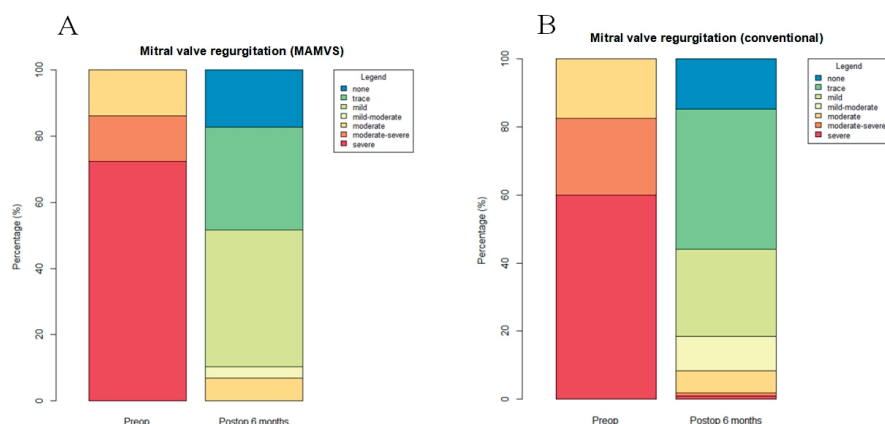 A
Mitral valve regurgitation (MAMVS)
Legend
none
trace
mild
mild-moderate
moderate
moderate-severe
severe
Percentage (%)
100
80
60
40
20
0
Preop
Postop 6 months
B
Mitral valve regurgitation (conventional)
Legend
none
trace
mild
mild-moderate
moderate
moderate-severe
severe
Percentage (%)
100
80
60
40
20
0
Preop
Postop 6 months